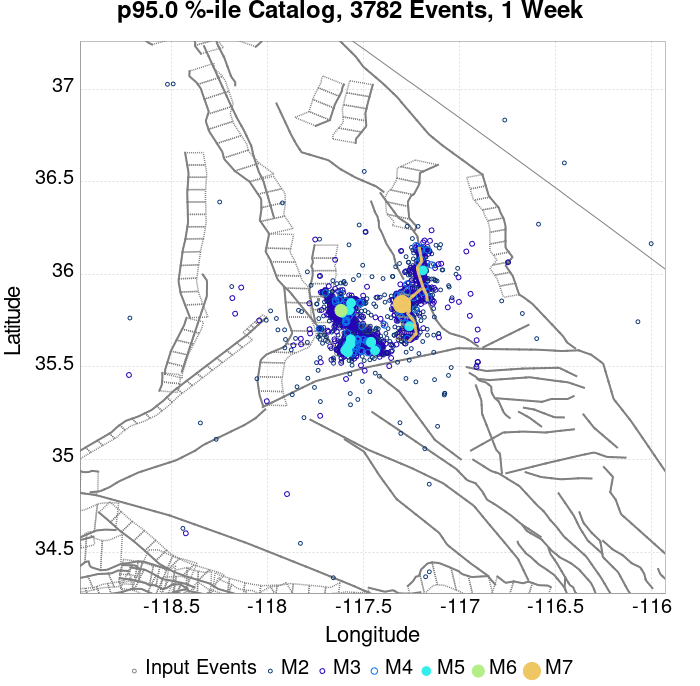 p95.0 %-ile Catalog, 3782 Events, 1 Week
37
36.5
36
35.5
35
34.5
Latitude
-118.5 -118 -117.5 -117 -116.5 -116
Longitude
Input Events M2 M3 M4 M5 M6 M7